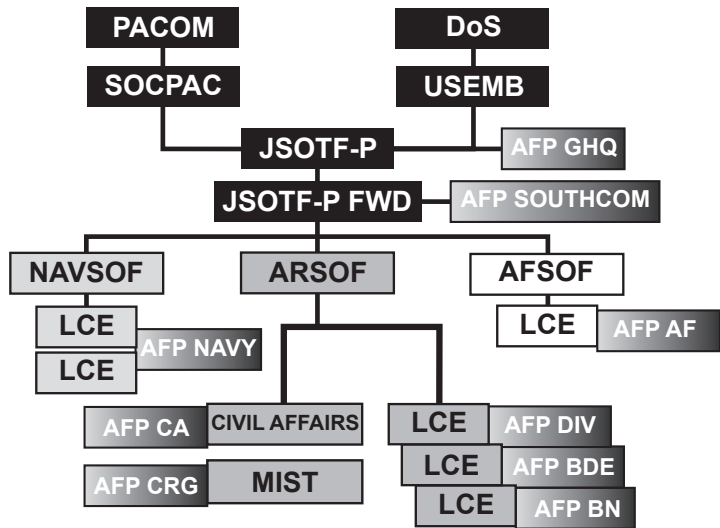 PACOM
DoS
SOCPAC
USEMB
JSOTF-P
AFP GHQ
JSOTF-P FWD
AFP SOUTHCOM
NAVSOF
ARSOF
AFSOF
LCE
AFP NAVY
LCE
LCE
AFP AF
AFP CA
CIVIL AFFAIRS
AFP CRG
MIST
LCE
AFP DIV
LCE
AFP BDE
LCE
AFP BN